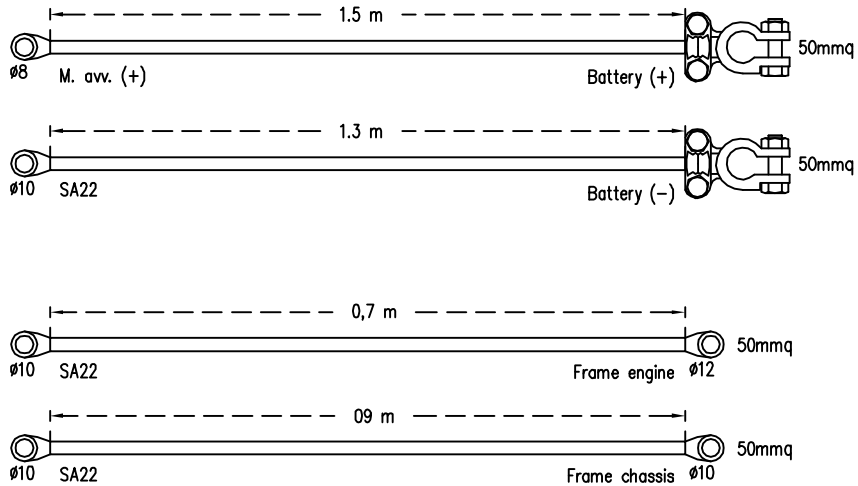 1.5 m
50mmq
ø8 M. avv. (+) Battery (+)
1.3 m
50mmq
ø10 SA22 Battery (-)
0,7 m
50mmq
ø10 SA22 Frame engine ø12
09 m
50mmq
ø10 SA22 Frame chassis ø10